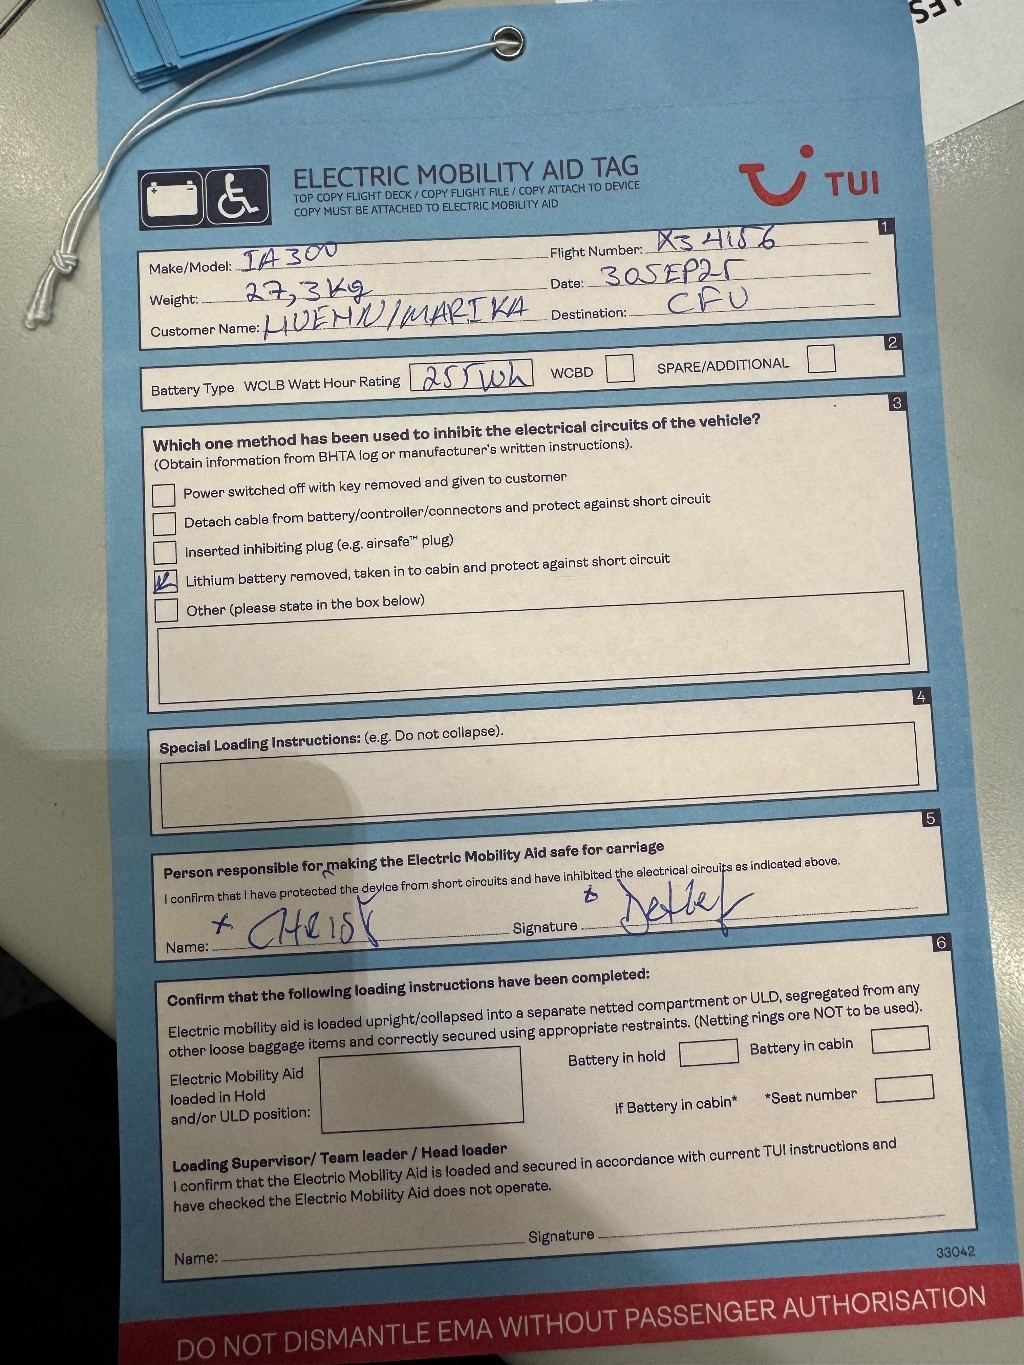 ELECTRIC MOBILITY AID TAG
TOP COPY FLIGHT DECK / COPY FLIGHT FILE / COPY ATTACH TO DEVICE
COPY MUST BE ATTACHED TO ELECTRIC MOBILITY AID
TUI
1
Make/Model: IA 300 Flight Number: X3 4156
Weight: 27,3 kg Date: 30SEP25
Customer Name: HUEHN/MARIKA Destination: CFU
2
Battery Type WCLB Watt Hour Rating 255Wh WCBD SPARE/ADDITIONAL
3
Which one method has been used to inhibit the electrical circuits of the vehicle?
(Obtain information from BHTA log or manufacturer's written instructions).
Power switched off with key removed and given to customer
Detach cable from battery/controller/connectors and protect against short circuit
Inserted inhibiting plug (e.g. airsafe™ plug)
Lithium battery removed, taken in to cabin and protect against short circuit
Other (please state in the box below)
4
Special Loading Instructions: (e.g. Do not collapse).
5
Person responsible for making the Electric Mobility Aid safe for carriage
I confirm that I have protected the device from short circuits and have inhibited the electrical circuits as indicated above.
Name: Signature Detlef
6
Confirm that the following loading instructions have been completed:
Electric mobility aid is loaded upright/collapsed into a separate netted compartment or ULD, segregated from any
other loose baggage items and correctly secured using appropriate restraints. (Netting rings are NOT to be used).
Electric Mobility Aid
loaded in Hold
and/or ULD position:
Battery in hold Battery in cabin
If Battery in cabin* *Seat number
Loading Supervisor/ Team leader / Head loader
I confirm that the Electric Mobility Aid is loaded and secured in accordance with current TUI instructions and
have checked the Electric Mobility Aid does not operate.
Name: Signature
33042
DO NOT DISMANTLE EMA WITHOUT PASSENGER AUTHORISATION